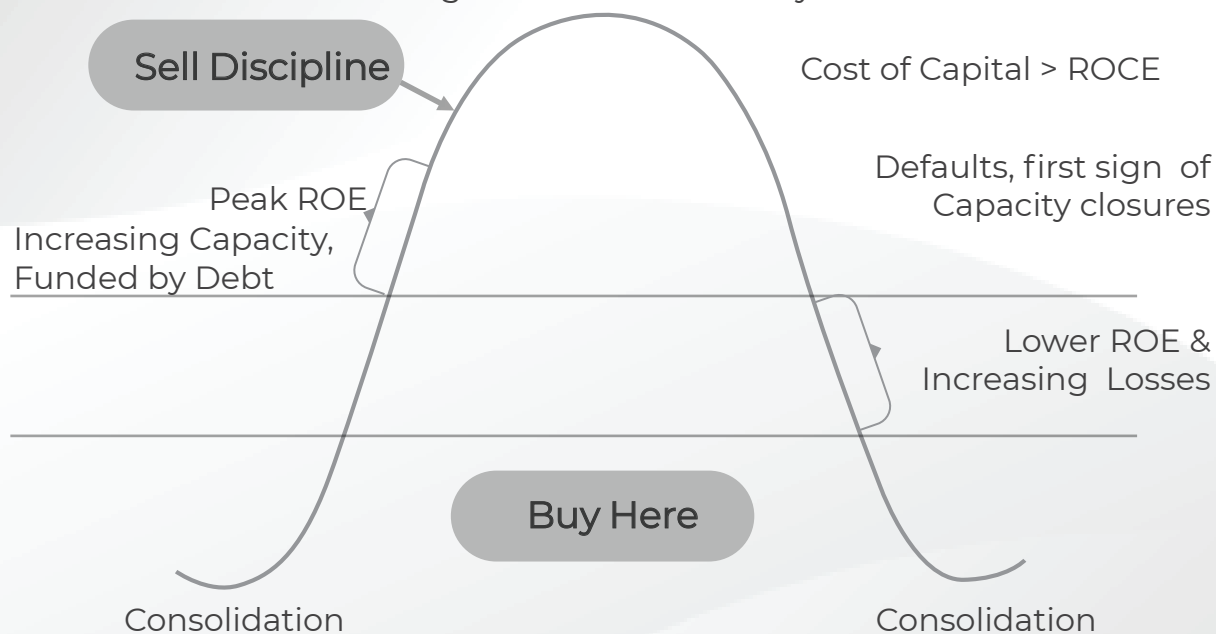 Sell Discipline
Cost of Capital > ROCE
Defaults, first sign of
Capacity closures
Peak ROE
Increasing Capacity,
Funded by Debt
Lower ROE &
Increasing Losses
Buy Here
Consolidation
Consolidation